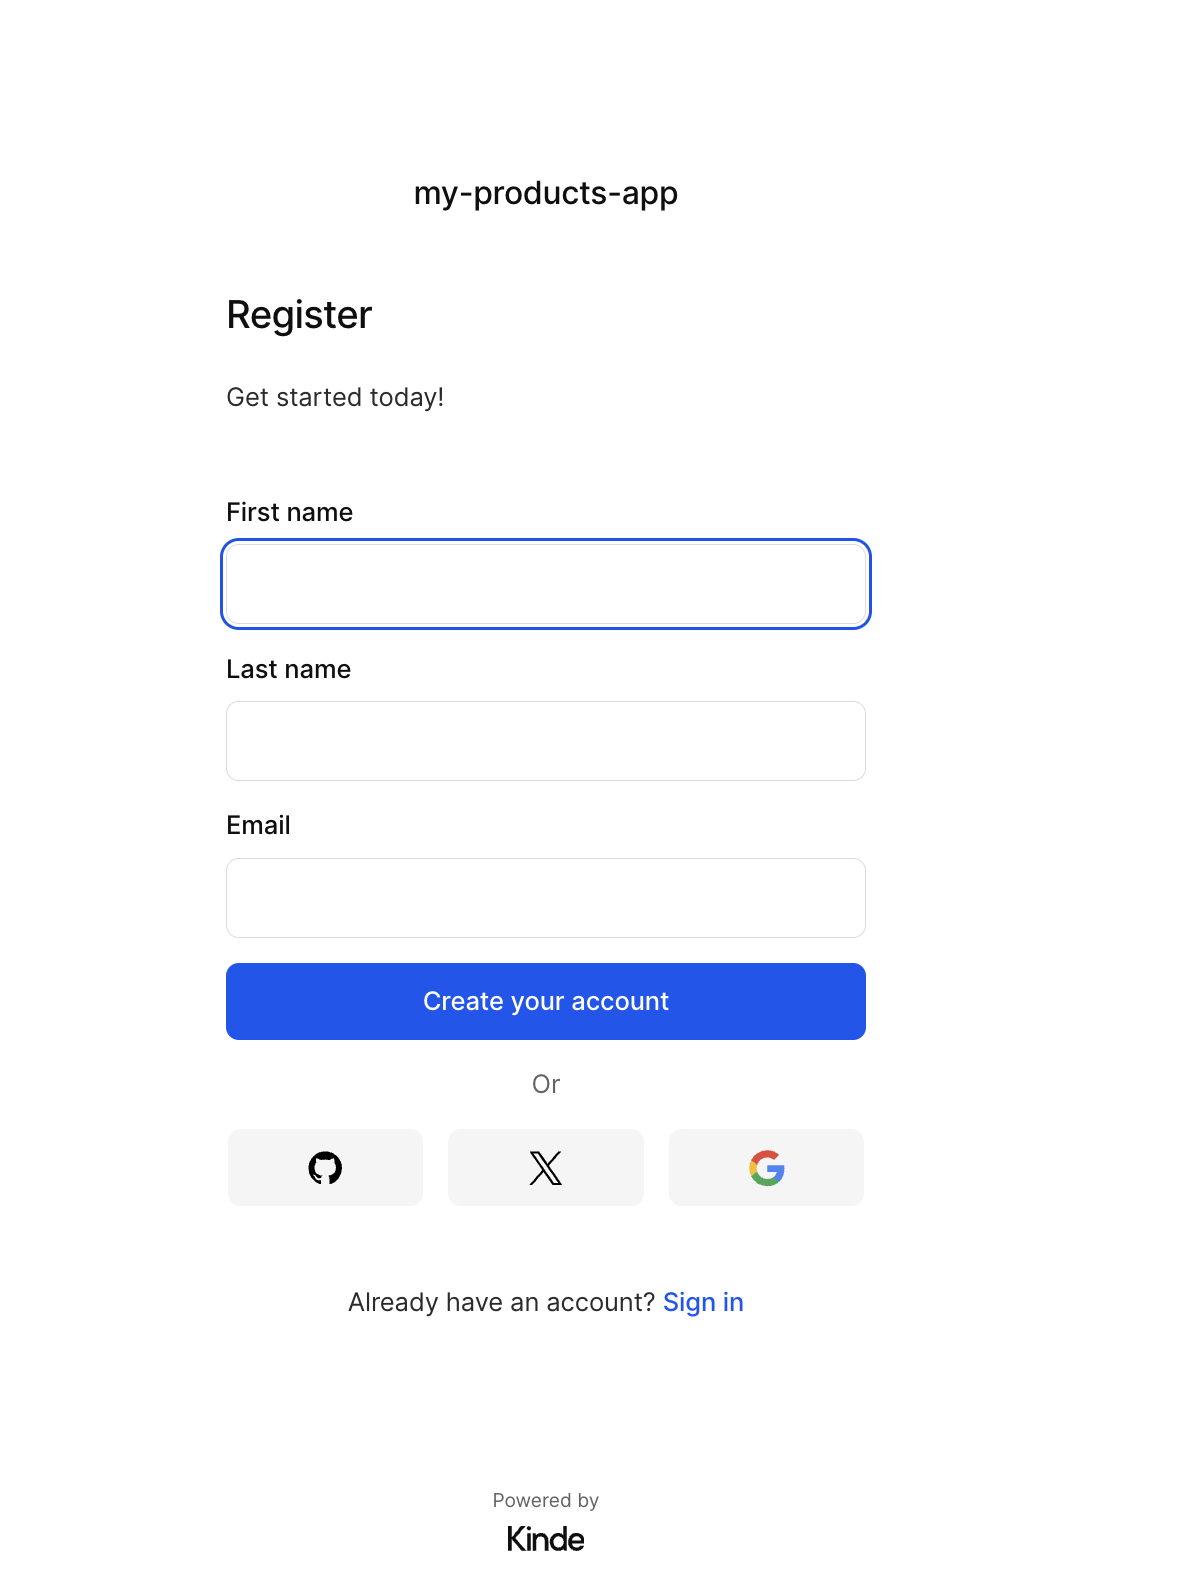 my-products-app
Register
Get started today!
First name
Last name
Email
Create your account
Or
Already have an account? Sign in
Powered by
Kinde